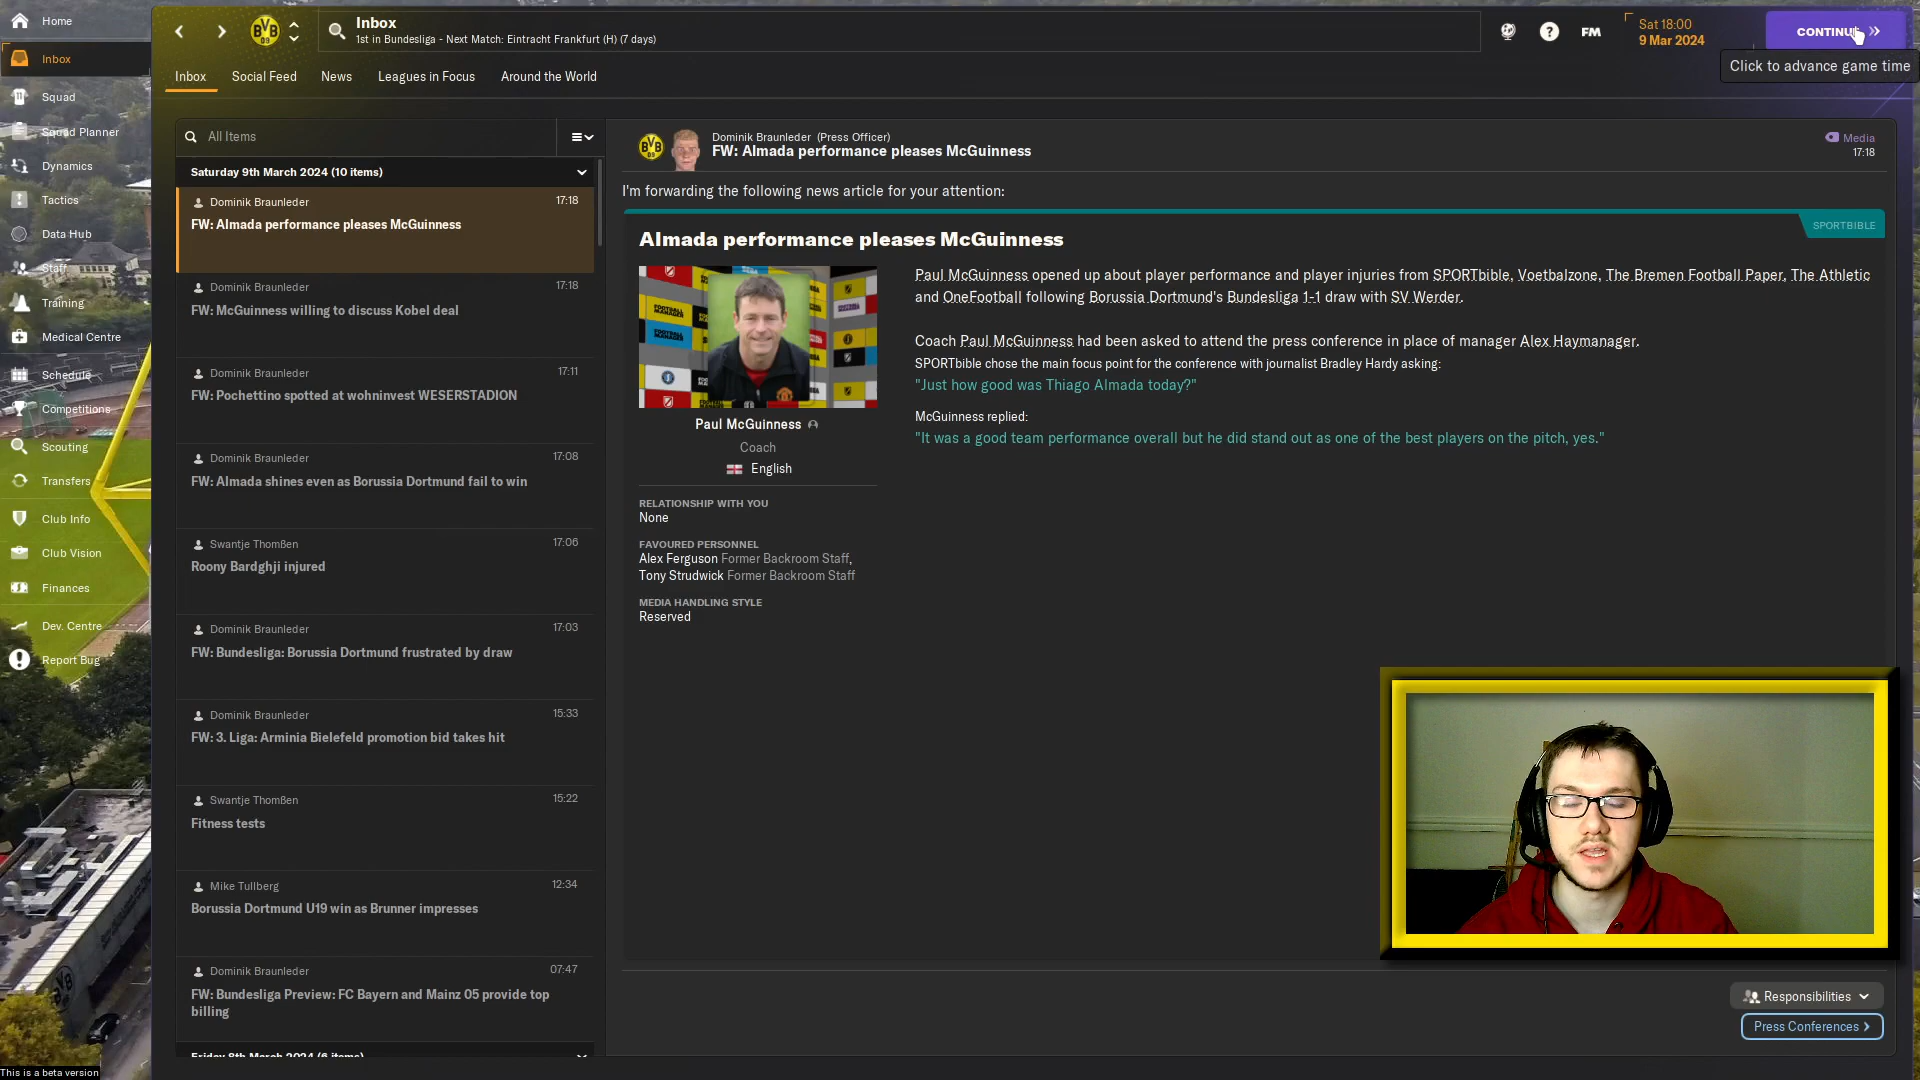 Home
Inbox
Squad
Squad Planner
Dynamics
Tactics
Data Hub
Staff
Training
Medical Centre
Schedule
Competitions
Scouting
Transfers
Club Info
Club Vision
Finances
Dev. Centre
Report Bug
This is a beta version
BVB
09
Inbox
1st in Bundesliga - Next Match: Eintracht Frankfurt (H) (7 days)
FM
Sat 18:00
9 Mar 2024
CONTINUE
Click to advance game time
Inbox
Social Feed
News
Leagues in Focus
Around the World
All Items
Saturday 9th March 2024 (10 items)
Dominik Braunleder
17:18
FW: Almada performance pleases McGuinness
Dominik Braunleder
17:18
FW: McGuinness willing to discuss Kobel deal
Dominik Braunleder
17:11
FW: Pochettino spotted at wohninvest WESERSTADION
Dominik Braunleder
17:08
FW: Almada shines even as Borussia Dortmund fail to win
Swantje Thomßen
17:06
Roony Bardghji injured
Dominik Braunleder
17:03
FW: Bundesliga: Borussia Dortmund frustrated by draw
Dominik Braunleder
15:33
FW: 3. Liga: Arminia Bielefeld promotion bid takes hit
Swantje Thomßen
15:22
Fitness tests
Mike Tullberg
12:34
Borussia Dortmund U19 win as Brunner impresses
Dominik Braunleder
07:47
FW: Bundesliga Preview: FC Bayern and Mainz 05 provide top
billing
Friday 8th March 2024 (6 items)
BVB
09
Dominik Braunleder (Press Officer)
FW: Almada performance pleases McGuinness
Media
17:18
I'm forwarding the following news article for your attention:
SPORTBIBLE
Almada performance pleases McGuinness
Paul McGuinness opened up about player performance and player injuries from SPORTbible, Voetbalzone, The Bremen Football Paper, The Athletic
and OneFootball following Borussia Dortmund's Bundesliga 1-1 draw with SV Werder.
Coach Paul McGuinness had been asked to attend the press conference in place of manager Alex Haymanager.
SPORTbible chose the main focus point for the conference with journalist Bradley Hardy asking:
"Just how good was Thiago Almada today?"
McGuinness replied:
"It was a good team performance overall but he did stand out as one of the best players on the pitch, yes."
Paul McGuinness
Coach
English
RELATIONSHIP WITH YOU
None
FAVOURED PERSONNEL
Alex Ferguson Former Backroom Staff,
Tony Strudwick Former Backroom Staff
MEDIA HANDLING STYLE
Reserved
Responsibilities
Press Conferences